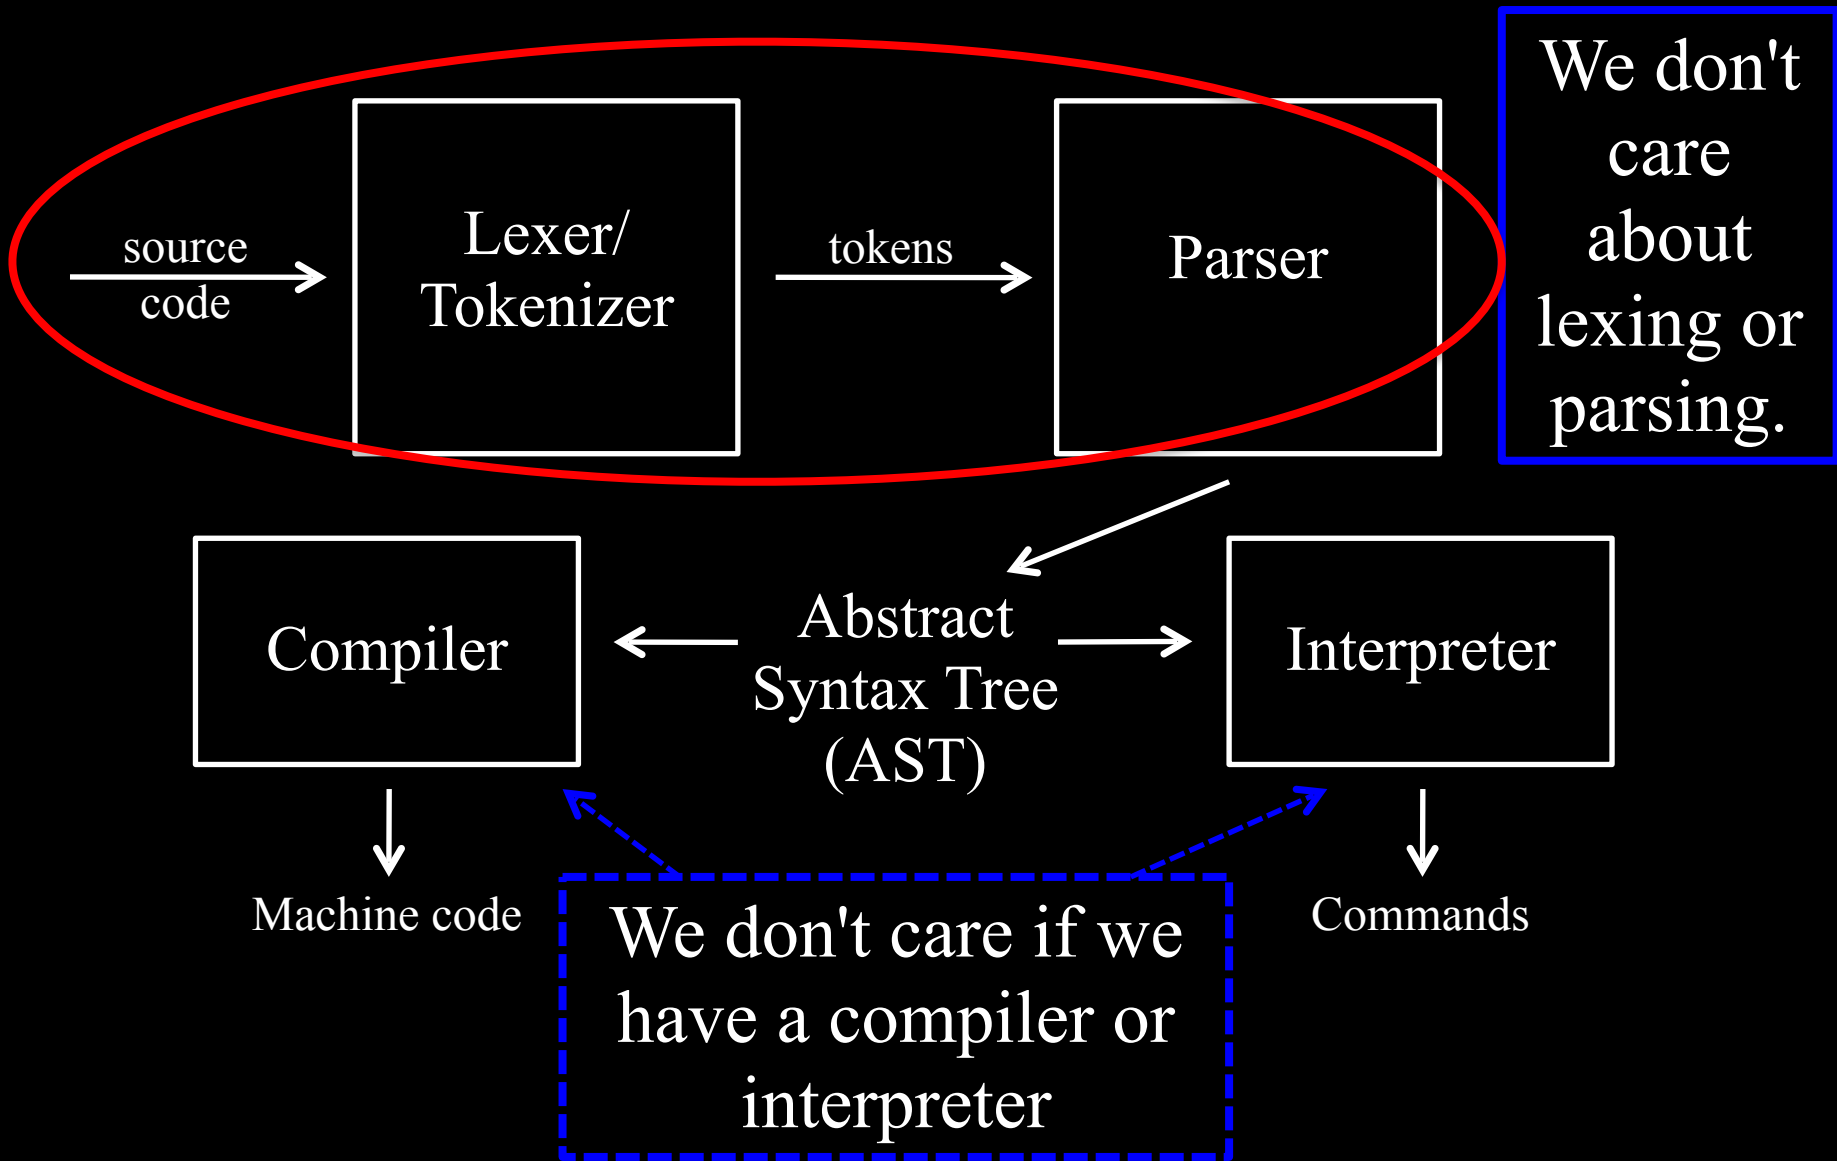 We don't
care
about
lexing or
parsing.
source
code
Lexer/
Tokenizer
tokens
Parser
Compiler
Abstract
Syntax Tree
(AST)
Interpreter
Machine code
We don't care if we
have a compiler or
interpreter
Commands